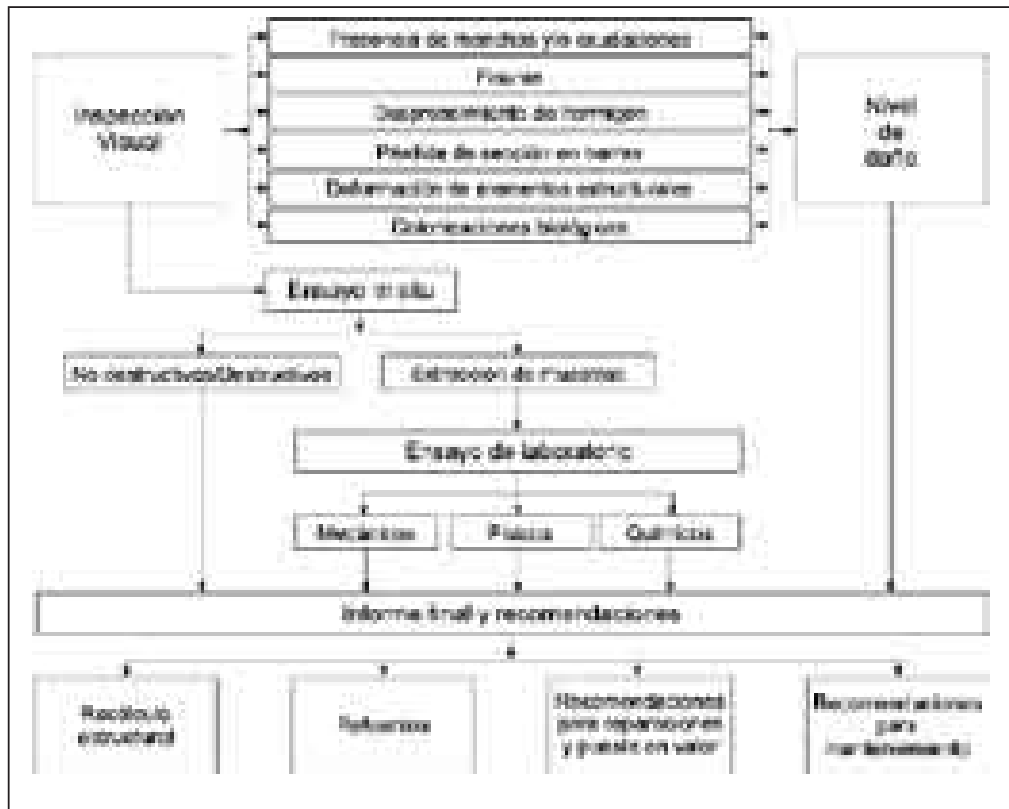 Presencia de manchas y/o exudaciones
Fisuras
Desprendimiento de hormigón
Pérdida de sección en barras
Deformación de elementos estructurales
Colonizaciones biológicas
Inspección
Visual
Nivel
de
daño
Ensayo in situ
No destructivos/Destructivos
Extracción de muestras
Ensayo de laboratorio
Mecánicos
Físicos
Químicos
Informe final y recomendaciones
Recálculo
estructural
Refuerzos
Recomendaciones
para reparaciones
y puesta en valor
Recomendaciones
para
mantenimiento